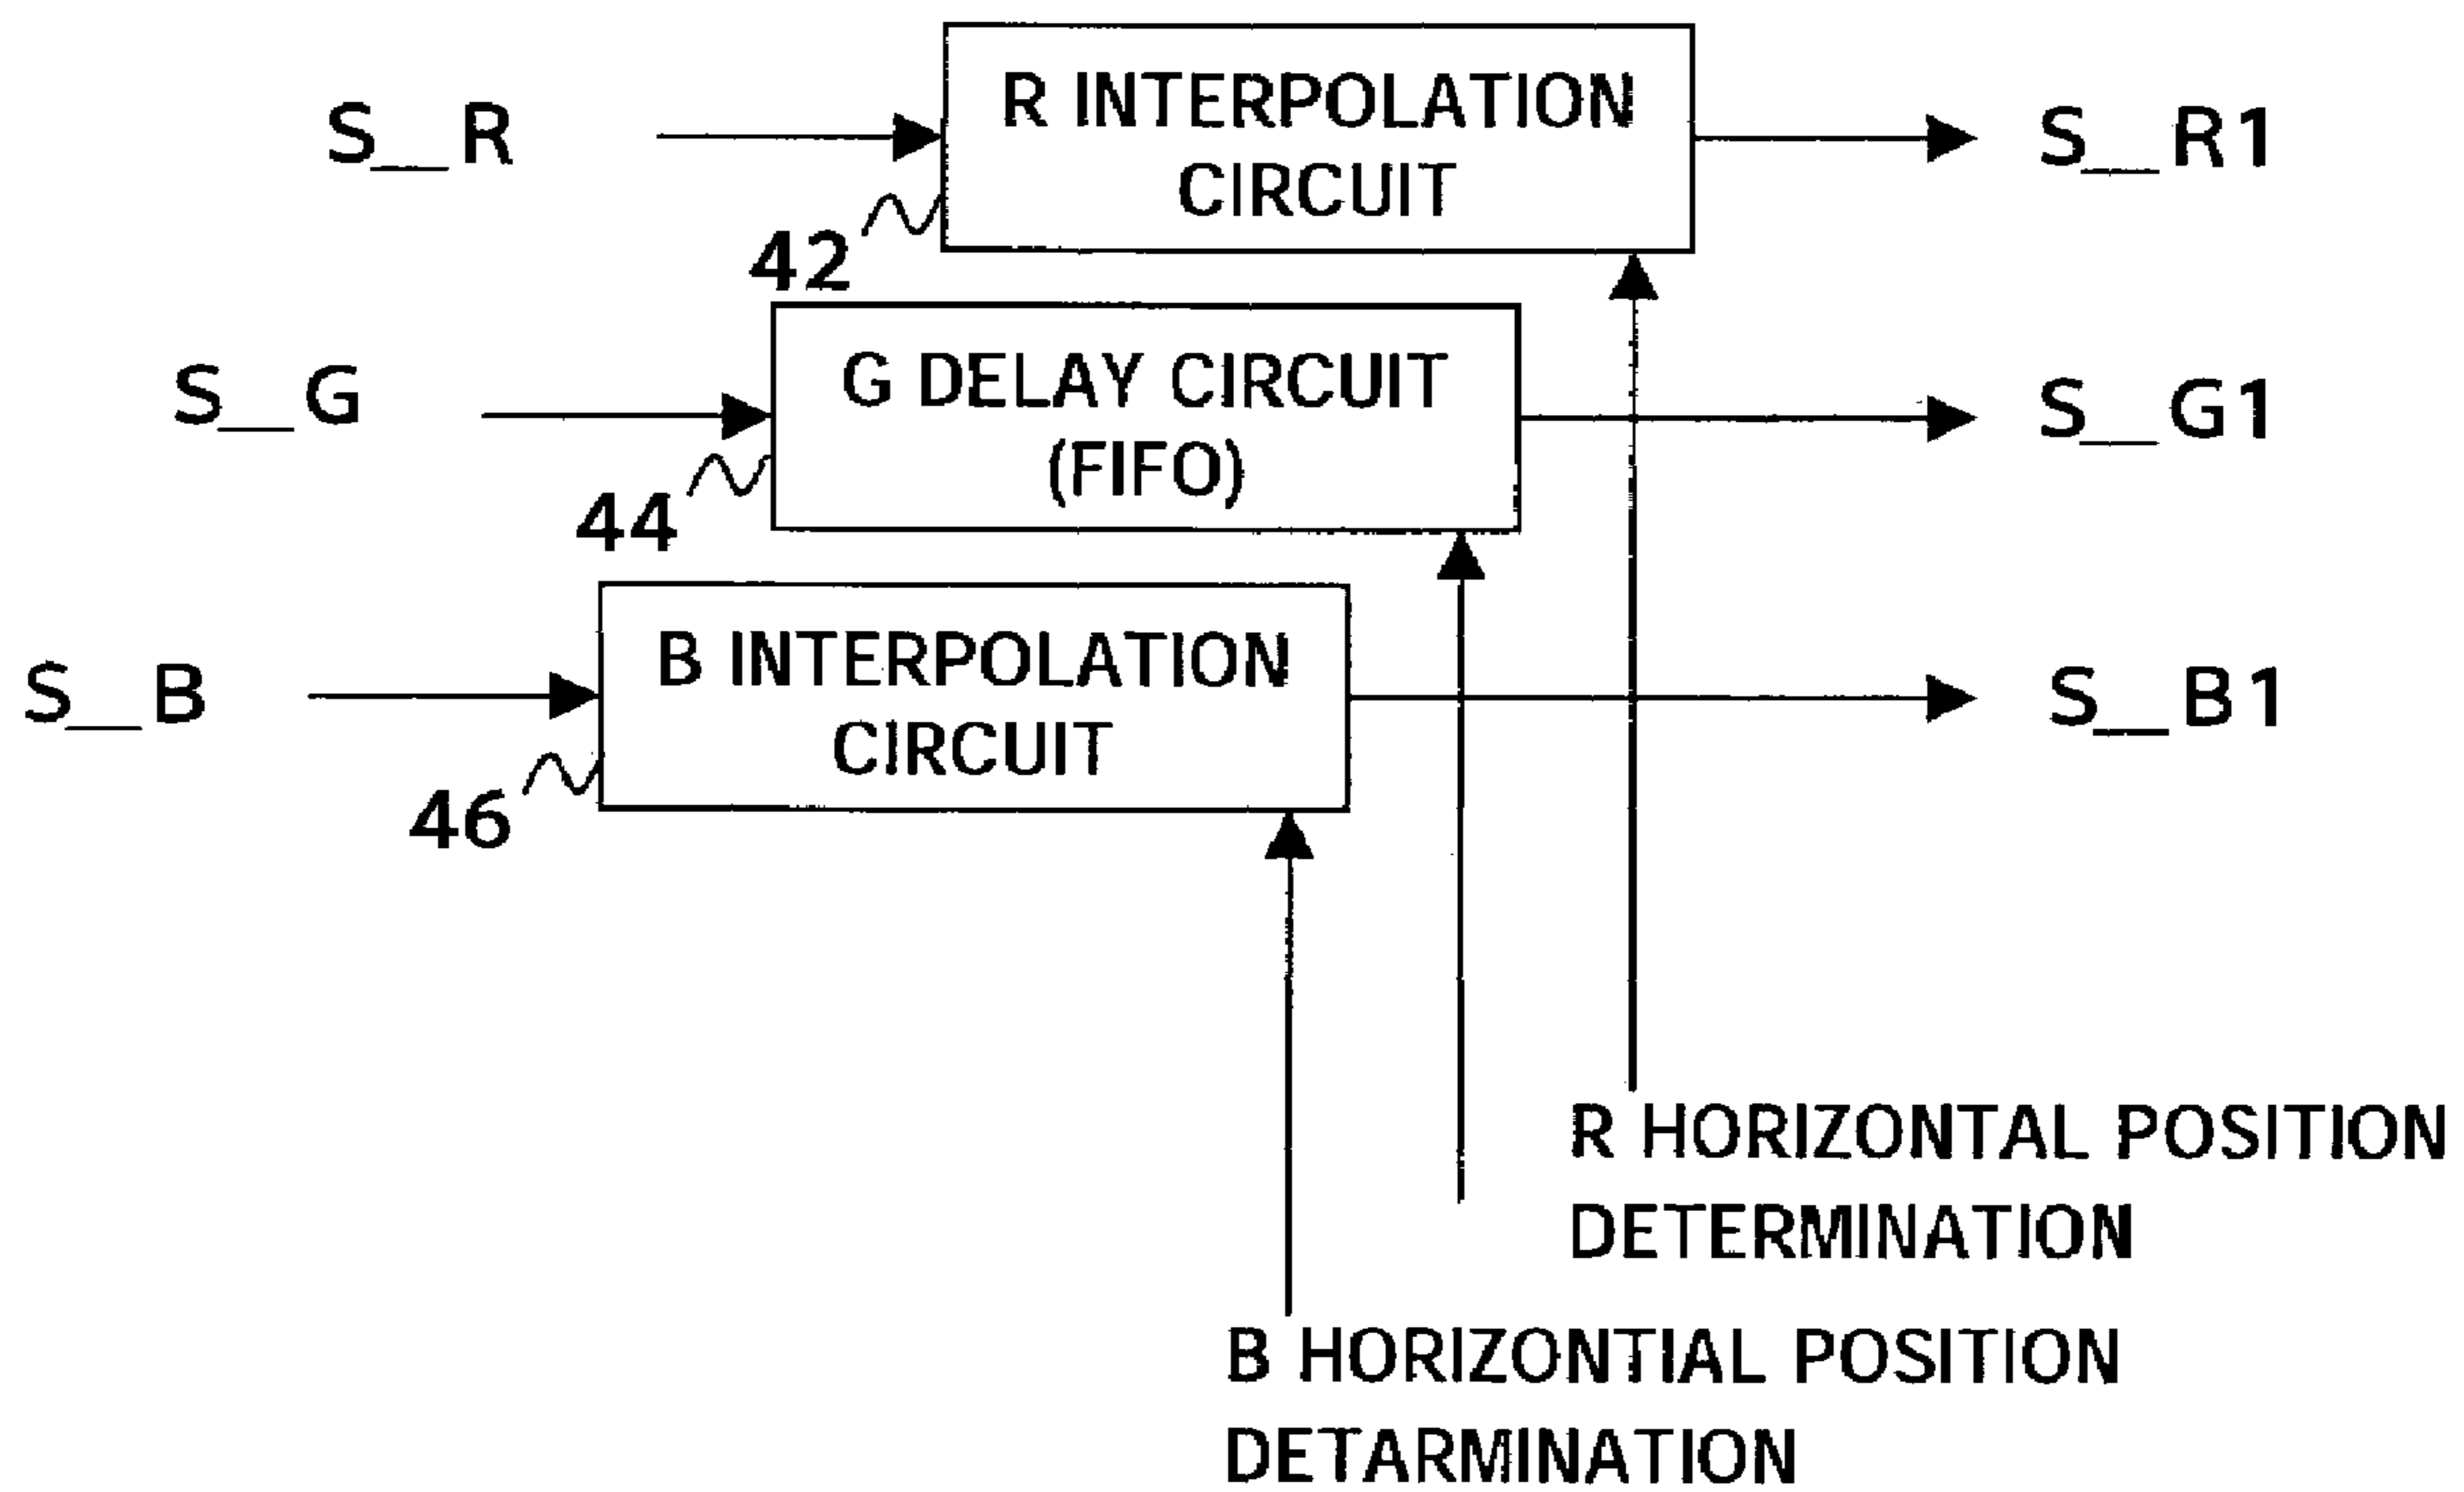 R INTERPOLATION
CIRCUIT
S_R
S_R1
42
G DELAY CIRCUIT
(FIFO)
S_G
S_G1
44
B INTERPOLATION
CIRCUIT
S_B
S_B1
46
R HORIZONTAL POSITION
DETERMINATION
B HORIZONTIAL POSITION
DETARMINATION